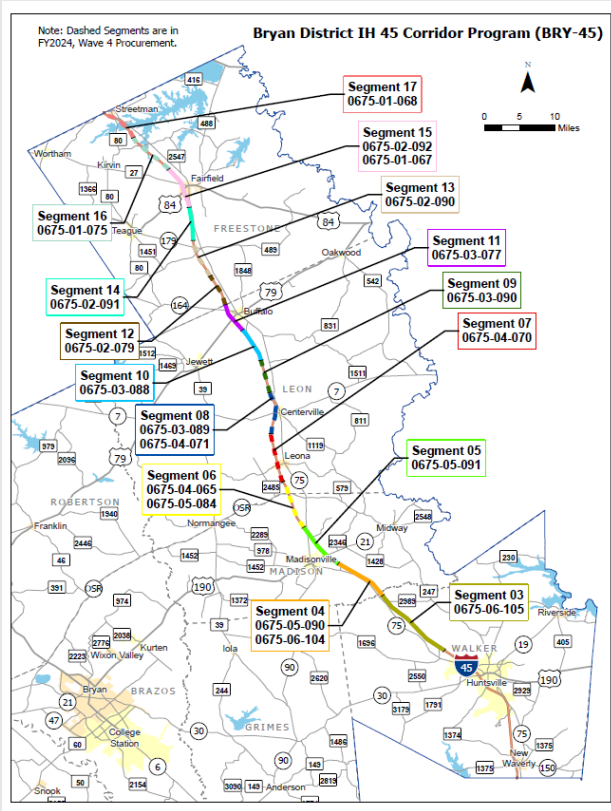 Note: Dashed Segments are in
FY2024, Wave 4 Procurement.
Bryan District IH 45 Corridor Program (BRY-45)
N
0 5 10
Miles
Segment 17
0675-01-068
Segment 15
0675-02-092
0675-01-067
Segment 13
0675-02-090
Segment 16
0675-01-075
Segment 11
0675-03-077
Segment 14
0675-02-091
Segment 09
0675-03-090
Segment 12
0675-02-079
Segment 07
0675-04-070
Segment 10
0675-03-088
Segment 08
0675-03-089
0675-04-071
Segment 05
0675-05-091
Segment 06
0675-04-065
0675-05-084
Segment 04
0675-05-090
0675-06-104
Segment 03
0675-06-105
416
Streetman
488
80
Wortham
Kirvin
2547
27
Fairfield
1366
80
84
Teague
FREESTONE
84
179
1451
489
Oakwood
80
1848
542
79
164
Buffalo
831
1512
1469
Jewett
39
1511
LEON
7
7
Centerville
811
979
2096
79
1119
Leona
75
2485
579
ROBERTSON
1940
OSR
Normangee
2548
Franklin
2446
2289
2346
21
Midway
46
1452
978
Madisonville
1428
230
391
OSR
190
1452
MADISON
974
1372
247
2989
Riverside
2038
39
75
2776
Kurten
Iola
1696
WALKER
19
405
2223
Wixon Valley
90
45
2620
2550
Huntsville
190
Bryan
BRAZOS
244
30
2929
21
3179
1791
47
College
Station
GRIMES
30
1374
75
60
1486
1375
New
Waverly
6
90
149
1375
150
50
2154
3090
149
2819
Snook
Anderson